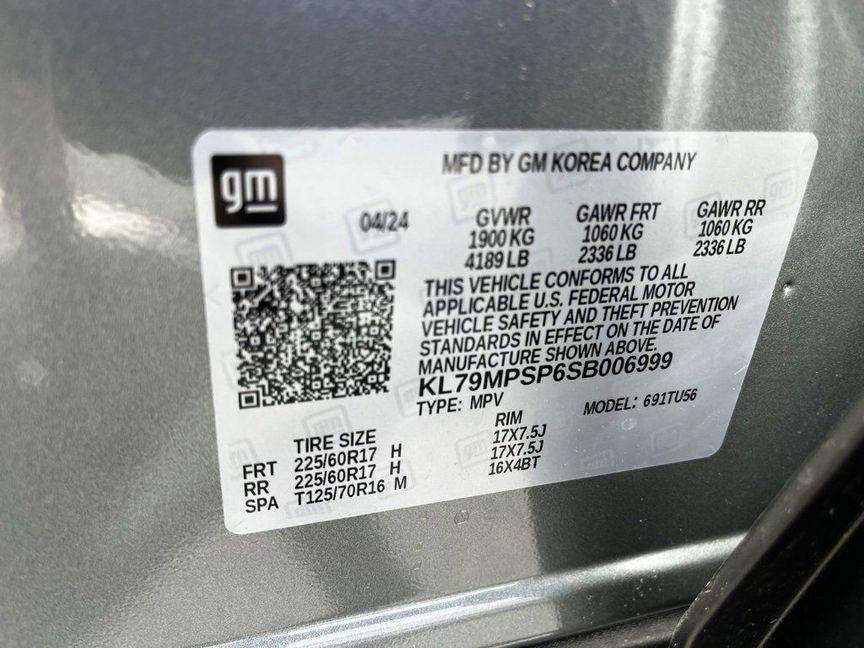 gm
MFD BY GM KOREA COMPANY
04/24
GVWR GAWR FRT GAWR RR
1900 KG 1060 KG 1060 KG
4189 LB 2336 LB 2336 LB
THIS VEHICLE CONFORMS TO ALL
APPLICABLE U.S. FEDERAL MOTOR
VEHICLE SAFETY AND THEFT PREVENTION
STANDARDS IN EFFECT ON THE DATE OF
MANUFACTURE SHOWN ABOVE.
KL79MPSP6SB006999
TYPE: MPV MODEL: 691TU56
TIRE SIZE RIM
FRT 225/60R17 H 17X7.5J
RR 225/60R17 H 17X7.5J
SPA T125/70R16 M 16X4BT